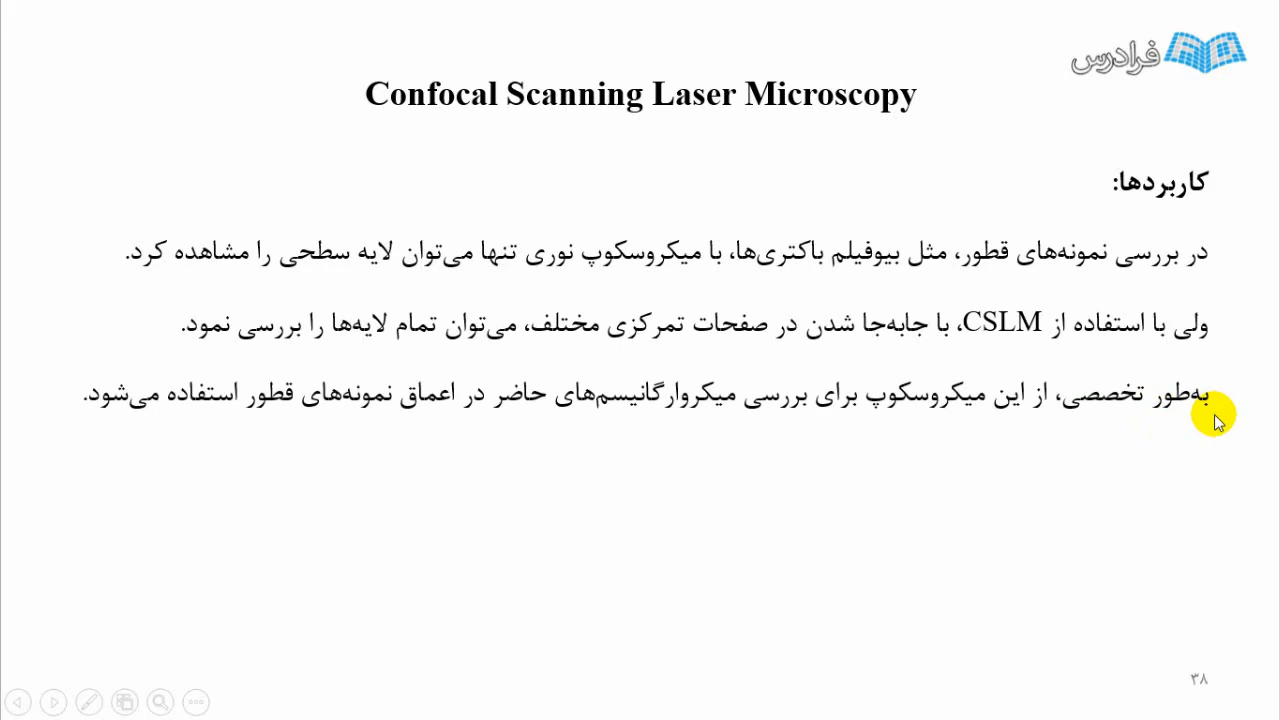 فرادرس
Confocal Scanning Laser Microscopy
کاربردها:
در بررسی نمونه‌های قطور، مثل بیوفیلم باکتری‌ها، با میکروسکوپ نوری تنها می‌توان لایه سطحی را مشاهده کرد.
ولی با استفاده از CSLM، با جابه‌جا شدن در صفحات تمرکزی مختلف، می‌توان تمام لایه‌ها را بررسی نمود.
به‌طور تخصصی، از این میکروسکوپ برای بررسی میکروارگانیسم‌های حاضر در اعماق نمونه‌های قطور استفاده می‌شود.
۳۸